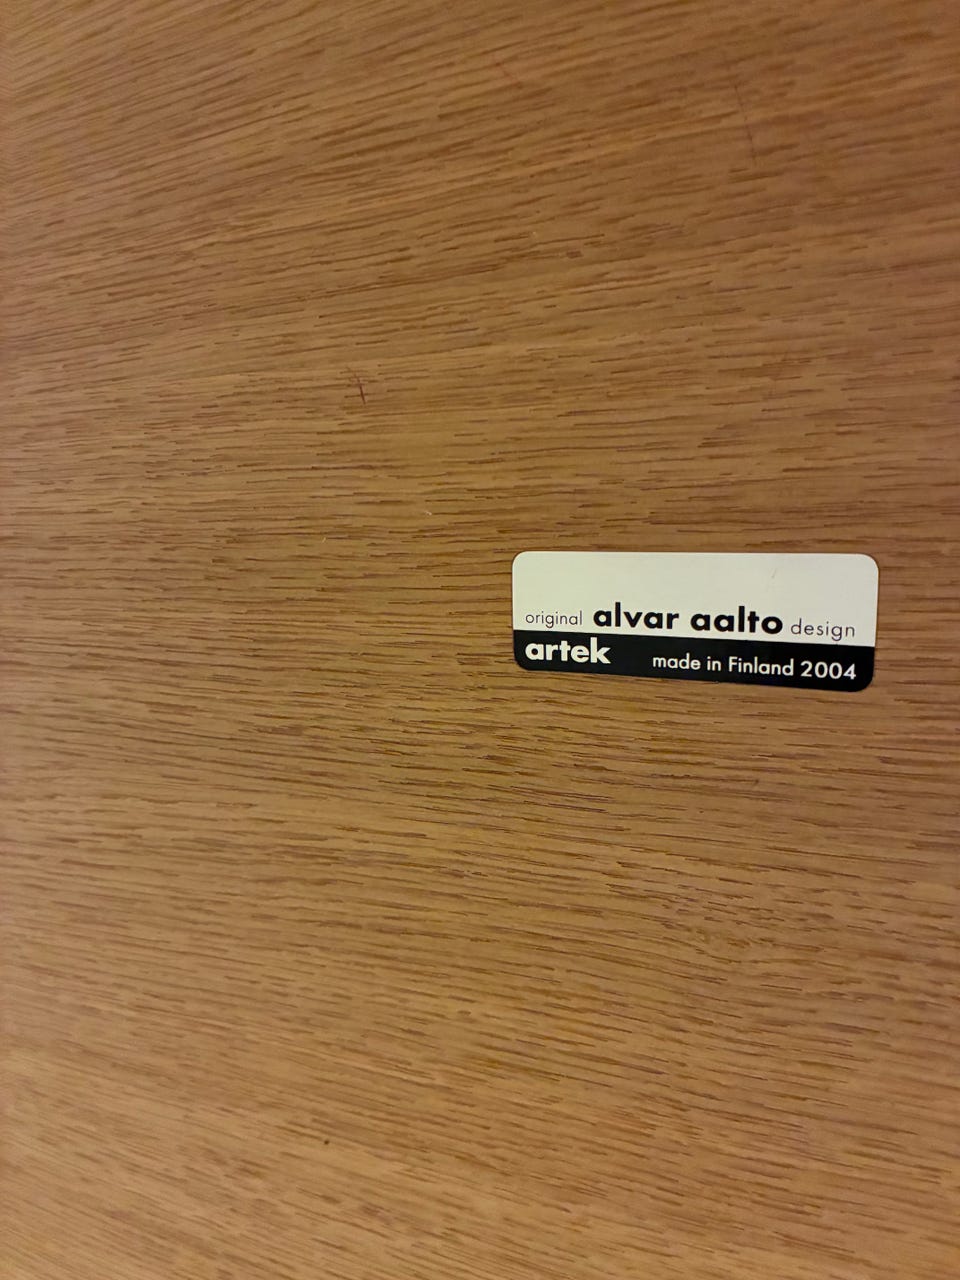 original alvar aalto design
artek made in Finland 2004